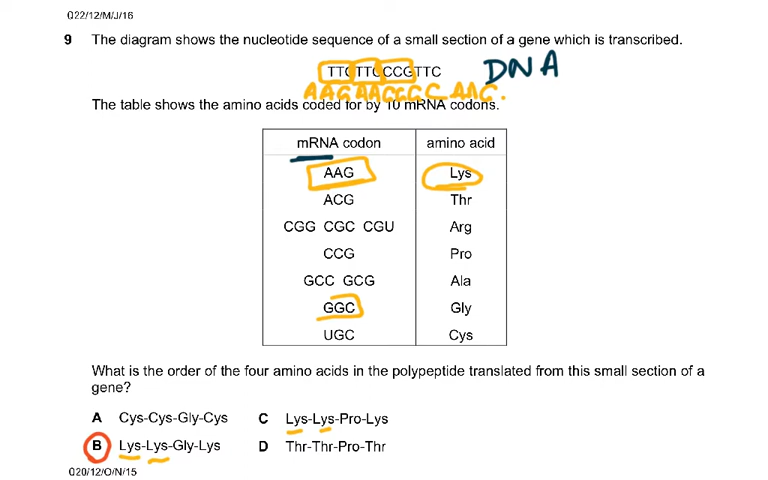 Q22/12/M/J/16
9 The diagram shows the nucleotide sequence of a small section of a gene which is transcribed.
TTCTTCCCGTTC DNA
AAG AAG GGC AAG.
The table shows the amino acids coded for by 10 mRNA codons.
mRNA codon amino acid
AAG Lys
ACG Thr
CGG CGC CGU Arg
CCG Pro
GCC GCG Ala
GGC Gly
UGC Cys
What is the order of the four amino acids in the polypeptide translated from this small section of a
gene?
A Cys-Cys-Gly-Cys C Lys-Lys-Pro-Lys
B Lys-Lys-Gly-Lys D Thr-Thr-Pro-Thr
Q20/12/O/N/15